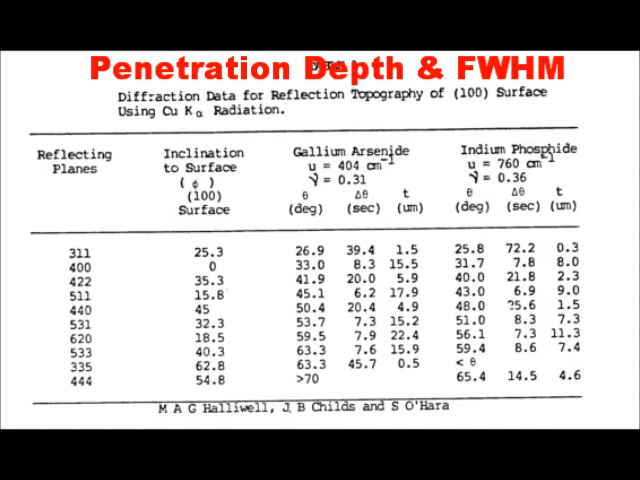 Penetration Depth & FWHM
Diffraction Data for Reflection Topography of (100) Surface
Using Cu Kα Radiation.
Reflecting Planes Inclination to Surface (ϕ) (100) Surface Gallium Arsenide u = 404 cm⁻¹ Indium Phosphide u = 760 cm⁻¹
ν = 0.31 ν = 0.36
θ Δθ t θ Δθ t
(deg) (sec) (um) (deg) (sec) (um)
311 25.3 26.9 39.4 1.5 25.8 72.2 0.3
400 0 33.0 8.3 15.5 31.7 7.8 8.0
422 35.3 41.9 20.0 5.9 40.0 21.8 2.3
511 15.8 45.1 6.2 17.9 43.0 6.9 9.0
440 45 50.4 20.4 4.9 48.0 25.6 1.5
531 32.3 53.7 7.3 15.2 51.0 8.3 7.3
620 18.5 59.5 7.9 22.4 56.1 7.3 11.3
533 40.3 63.3 7.6 15.9 59.4 8.6 7.4
335 62.8 63.3 45.7 0.5 < θ
444 54.8 >70 65.4 14.5 4.6
M A G Halliwell, J B Childs and S O'Hara